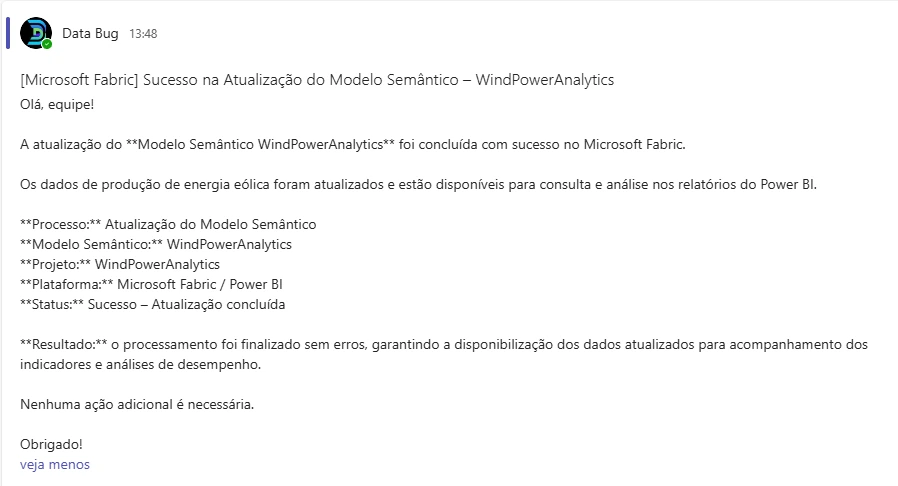 Data Bug 13:48
[Microsoft Fabric] Sucesso na Atualização do Modelo Semântico – WindPowerAnalytics
Olá, equipe!
A atualização do **Modelo Semântico WindPowerAnalytics** foi concluída com sucesso no Microsoft Fabric.
Os dados de produção de energia eólica foram atualizados e estão disponíveis para consulta e análise nos relatórios do Power BI.
**Processo:** Atualização do Modelo Semântico
**Modelo Semântico:** WindPowerAnalytics
**Projeto:** WindPowerAnalytics
**Plataforma:** Microsoft Fabric / Power BI
**Status:** Sucesso – Atualização concluída
**Resultado:** o processamento foi finalizado sem erros, garantindo a disponibilização dos dados atualizados para acompanhamento dos
indicadores e análises de desempenho.
Nenhuma ação adicional é necessária.
Obrigado!
veja menos